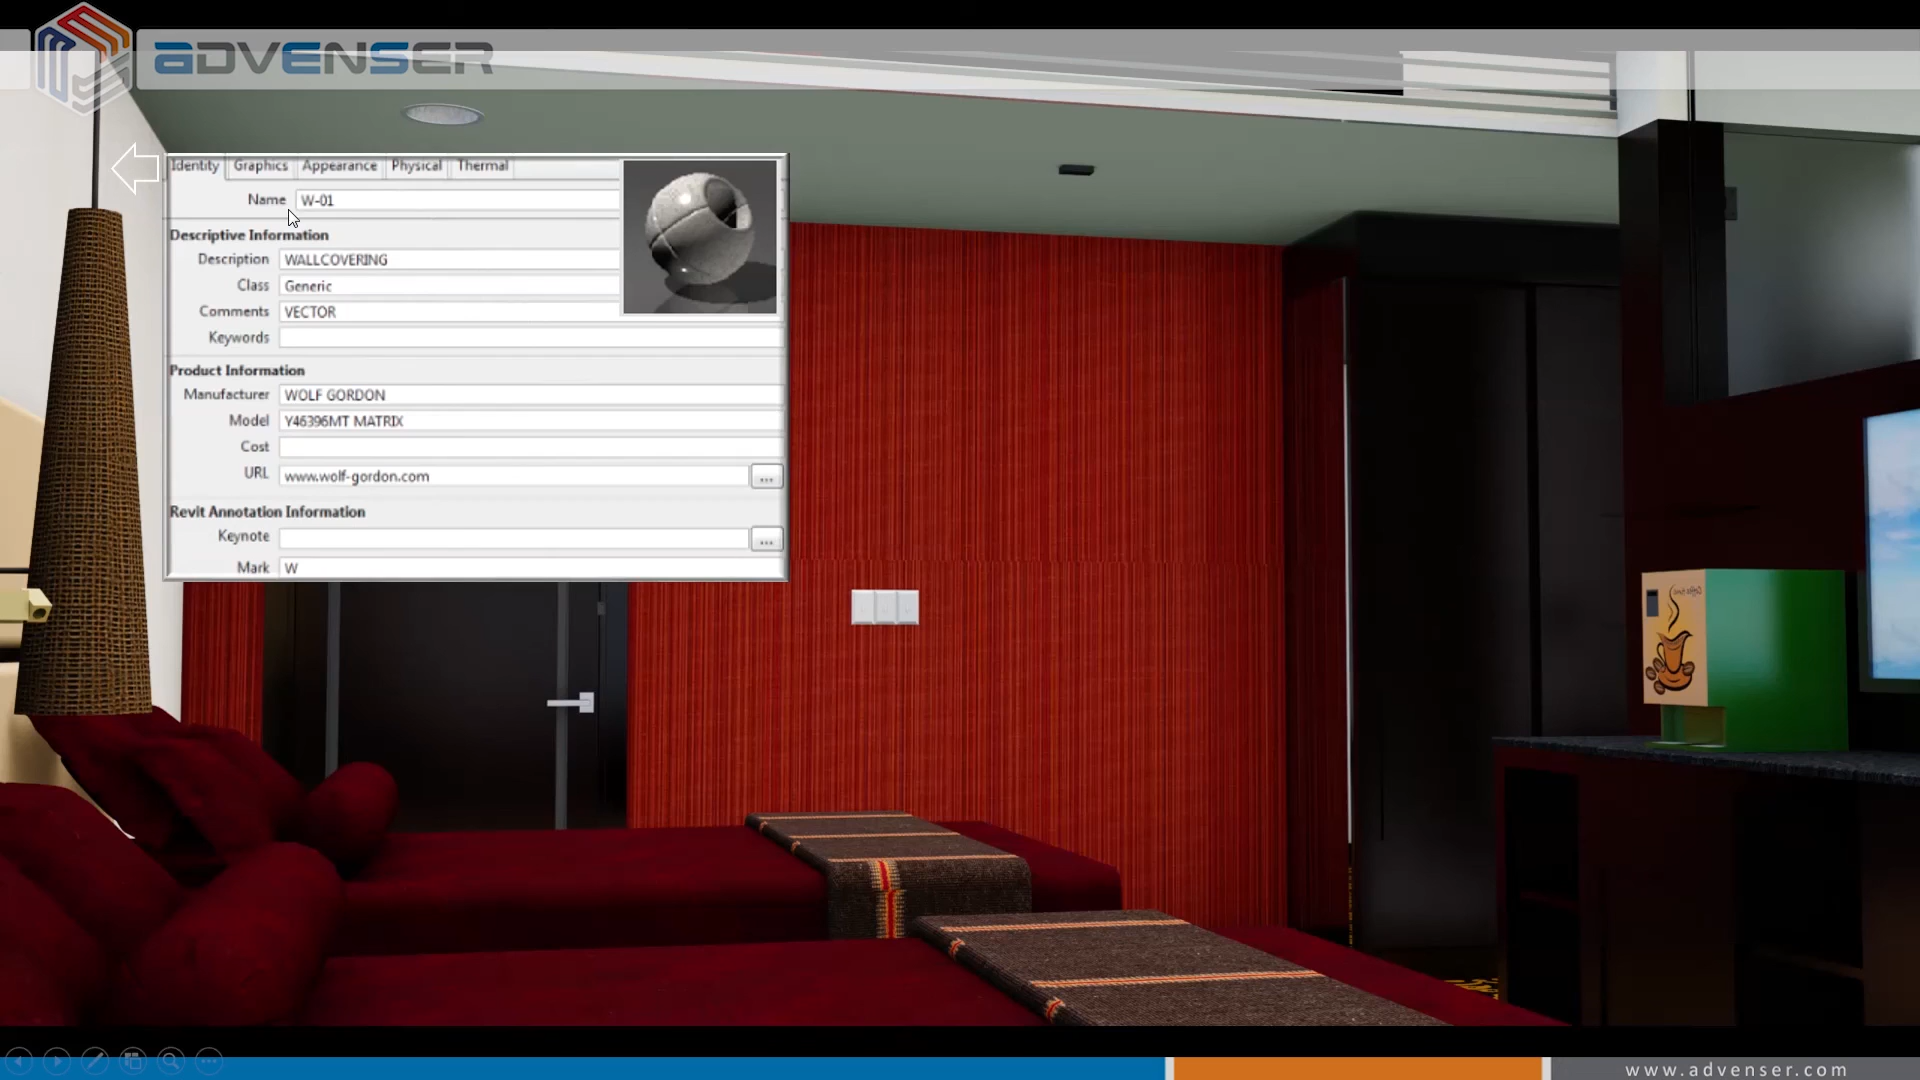 ADVENSER
Identity Graphics Appearance Physical Thermal
Name W-01
Descriptive Information
Description WALLCOVERING
Class Generic
Comments VECTOR
Keywords
Product Information
Manufacturer WOLF GORDON
Model Y46396MT MATRIX
Cost
URL www.wolf-gordon.com ...
Revit Annotation Information
Keynote ...
Mark W
www.advenser.com